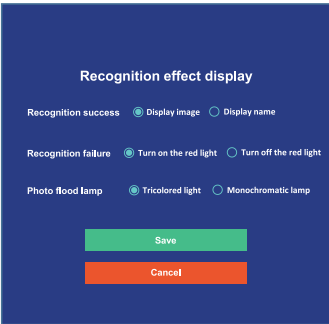 Recognition effect display
Recognition success Display image Display name
Recognition failure Turn on the red light Turn off the red light
Photo flood lamp Tricolored light Monochromatic lamp
Save
Cancel